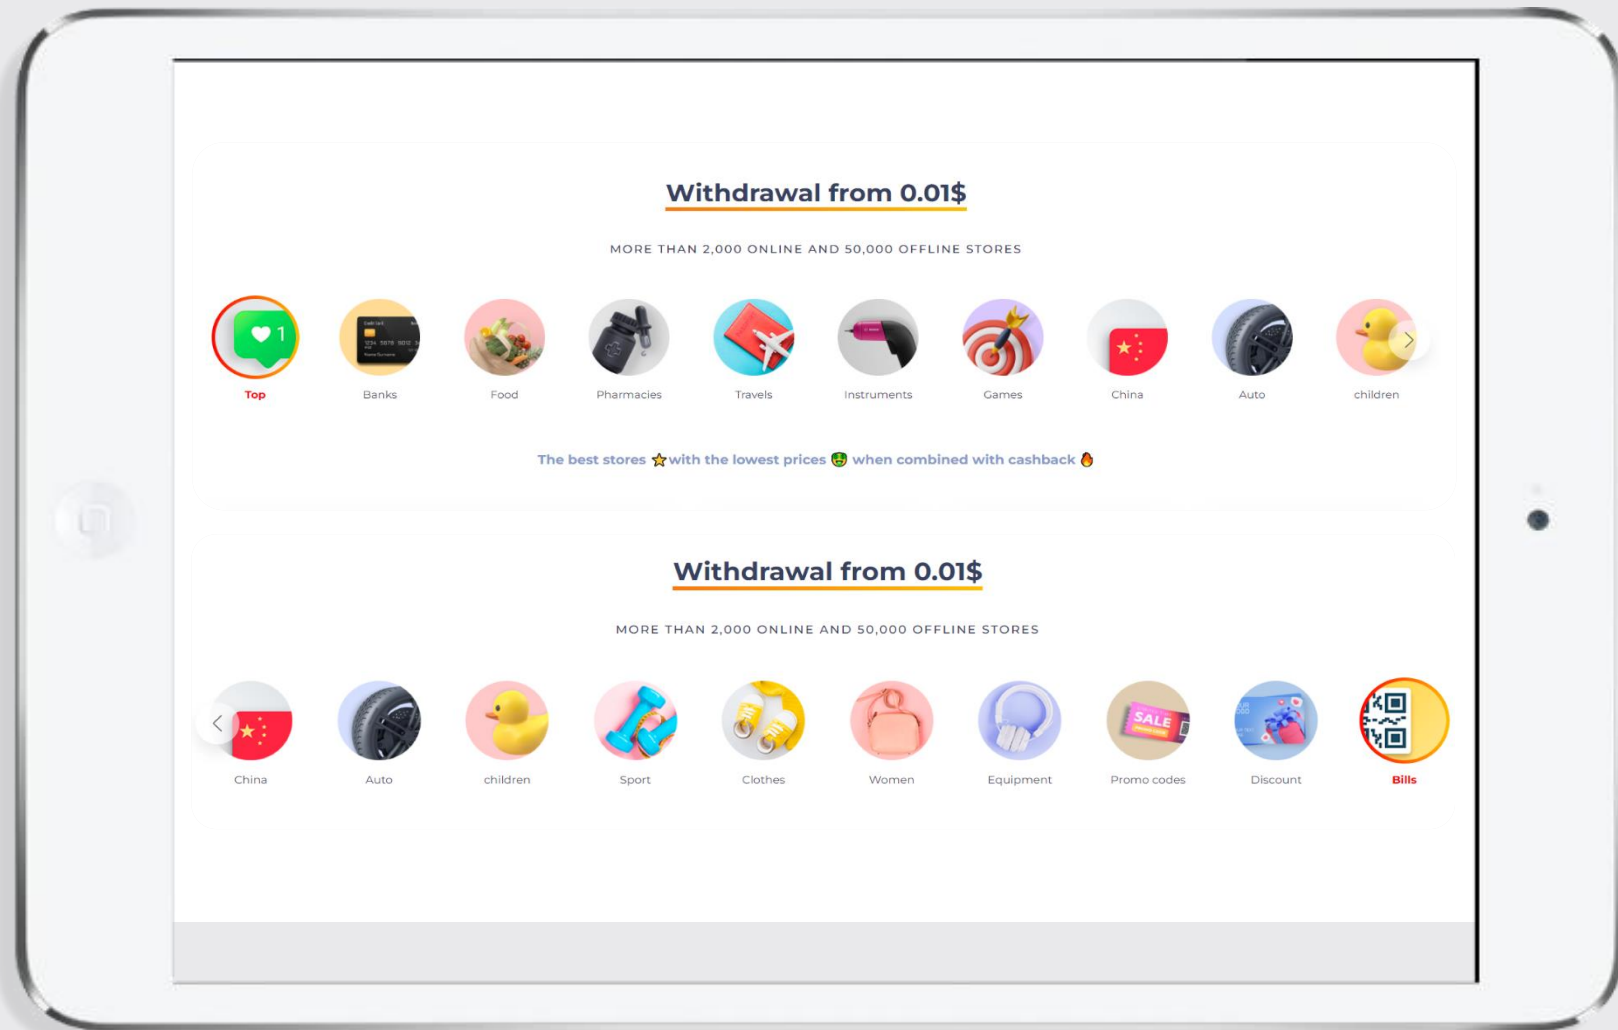 Withdrawal from 0.01$
MORE THAN 2,000 ONLINE AND 50,000 OFFLINE STORES
1
Top
Banks
Food
Pharmacies
Travels
Instruments
Games
China
Auto
children
The best stores ⭐ with the lowest prices 🤑 when combined with cashback 🔥
Withdrawal from 0.01$
MORE THAN 2,000 ONLINE AND 50,000 OFFLINE STORES
SALE
China
Auto
children
Sport
Clothes
Women
Equipment
Promo codes
Discount
Bills